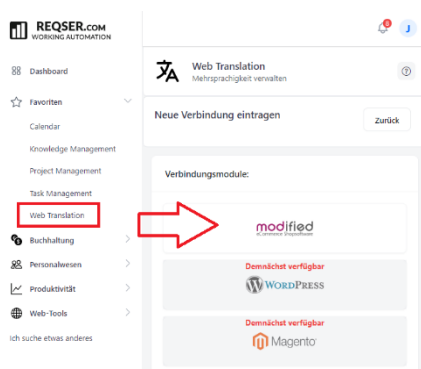 REQSER.COM
WORKING AUTOMATION
8
J
Dashboard
Favoriten
Calendar
Knowledge Management
Project Management
Task Management
Web Translation
Buchhaltung
Personalwesen
Produktivität
Web-Tools
Ich suche etwas anderes
Web Translation
Mehrsprachigkeit verwalten
Neue Verbindung eintragen
Zurück
Verbindungsmodule:
modified
eCommerce Shopsoftware
Demnächst verfügbar
WORDPRESS
Demnächst verfügbar
Magento